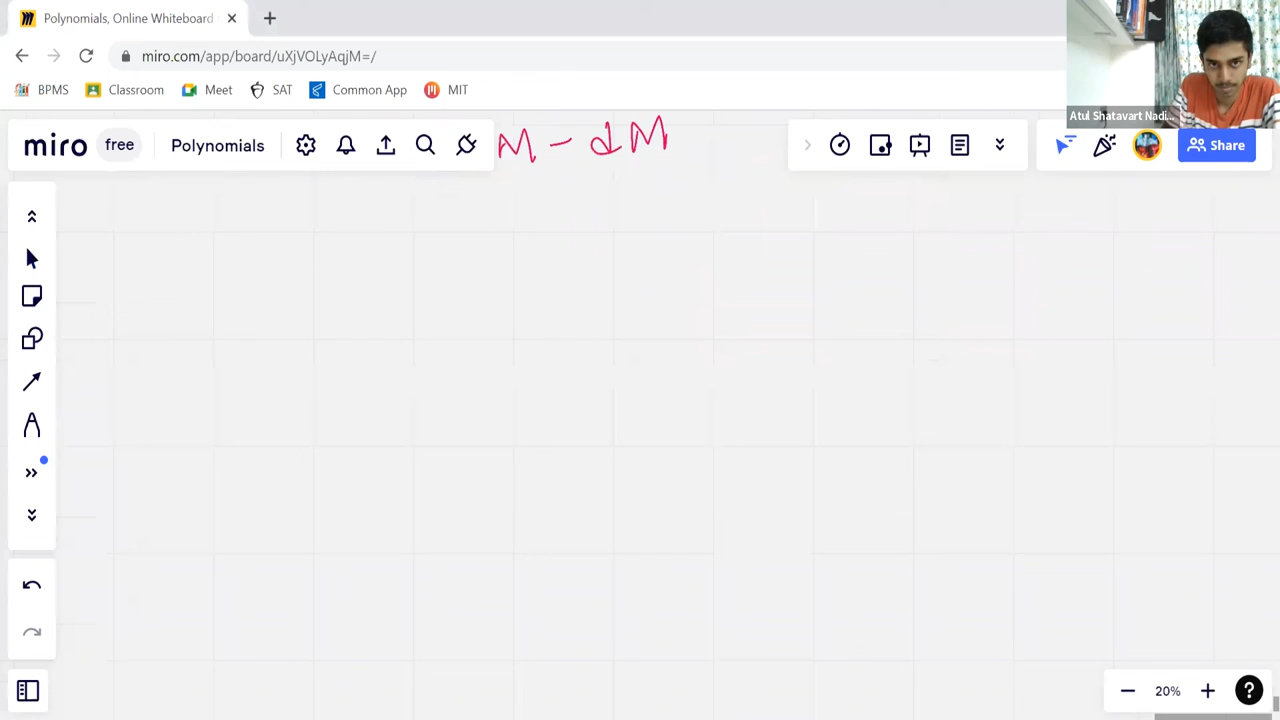 Polynomials, Online Whiteboard
miro.com/app/board/uXjVOLyAqjM=/
BPMS Classroom Meet SAT Common App MIT
Atul Shatavart Nadi...
miro free Polynomials M - dM Share
20%